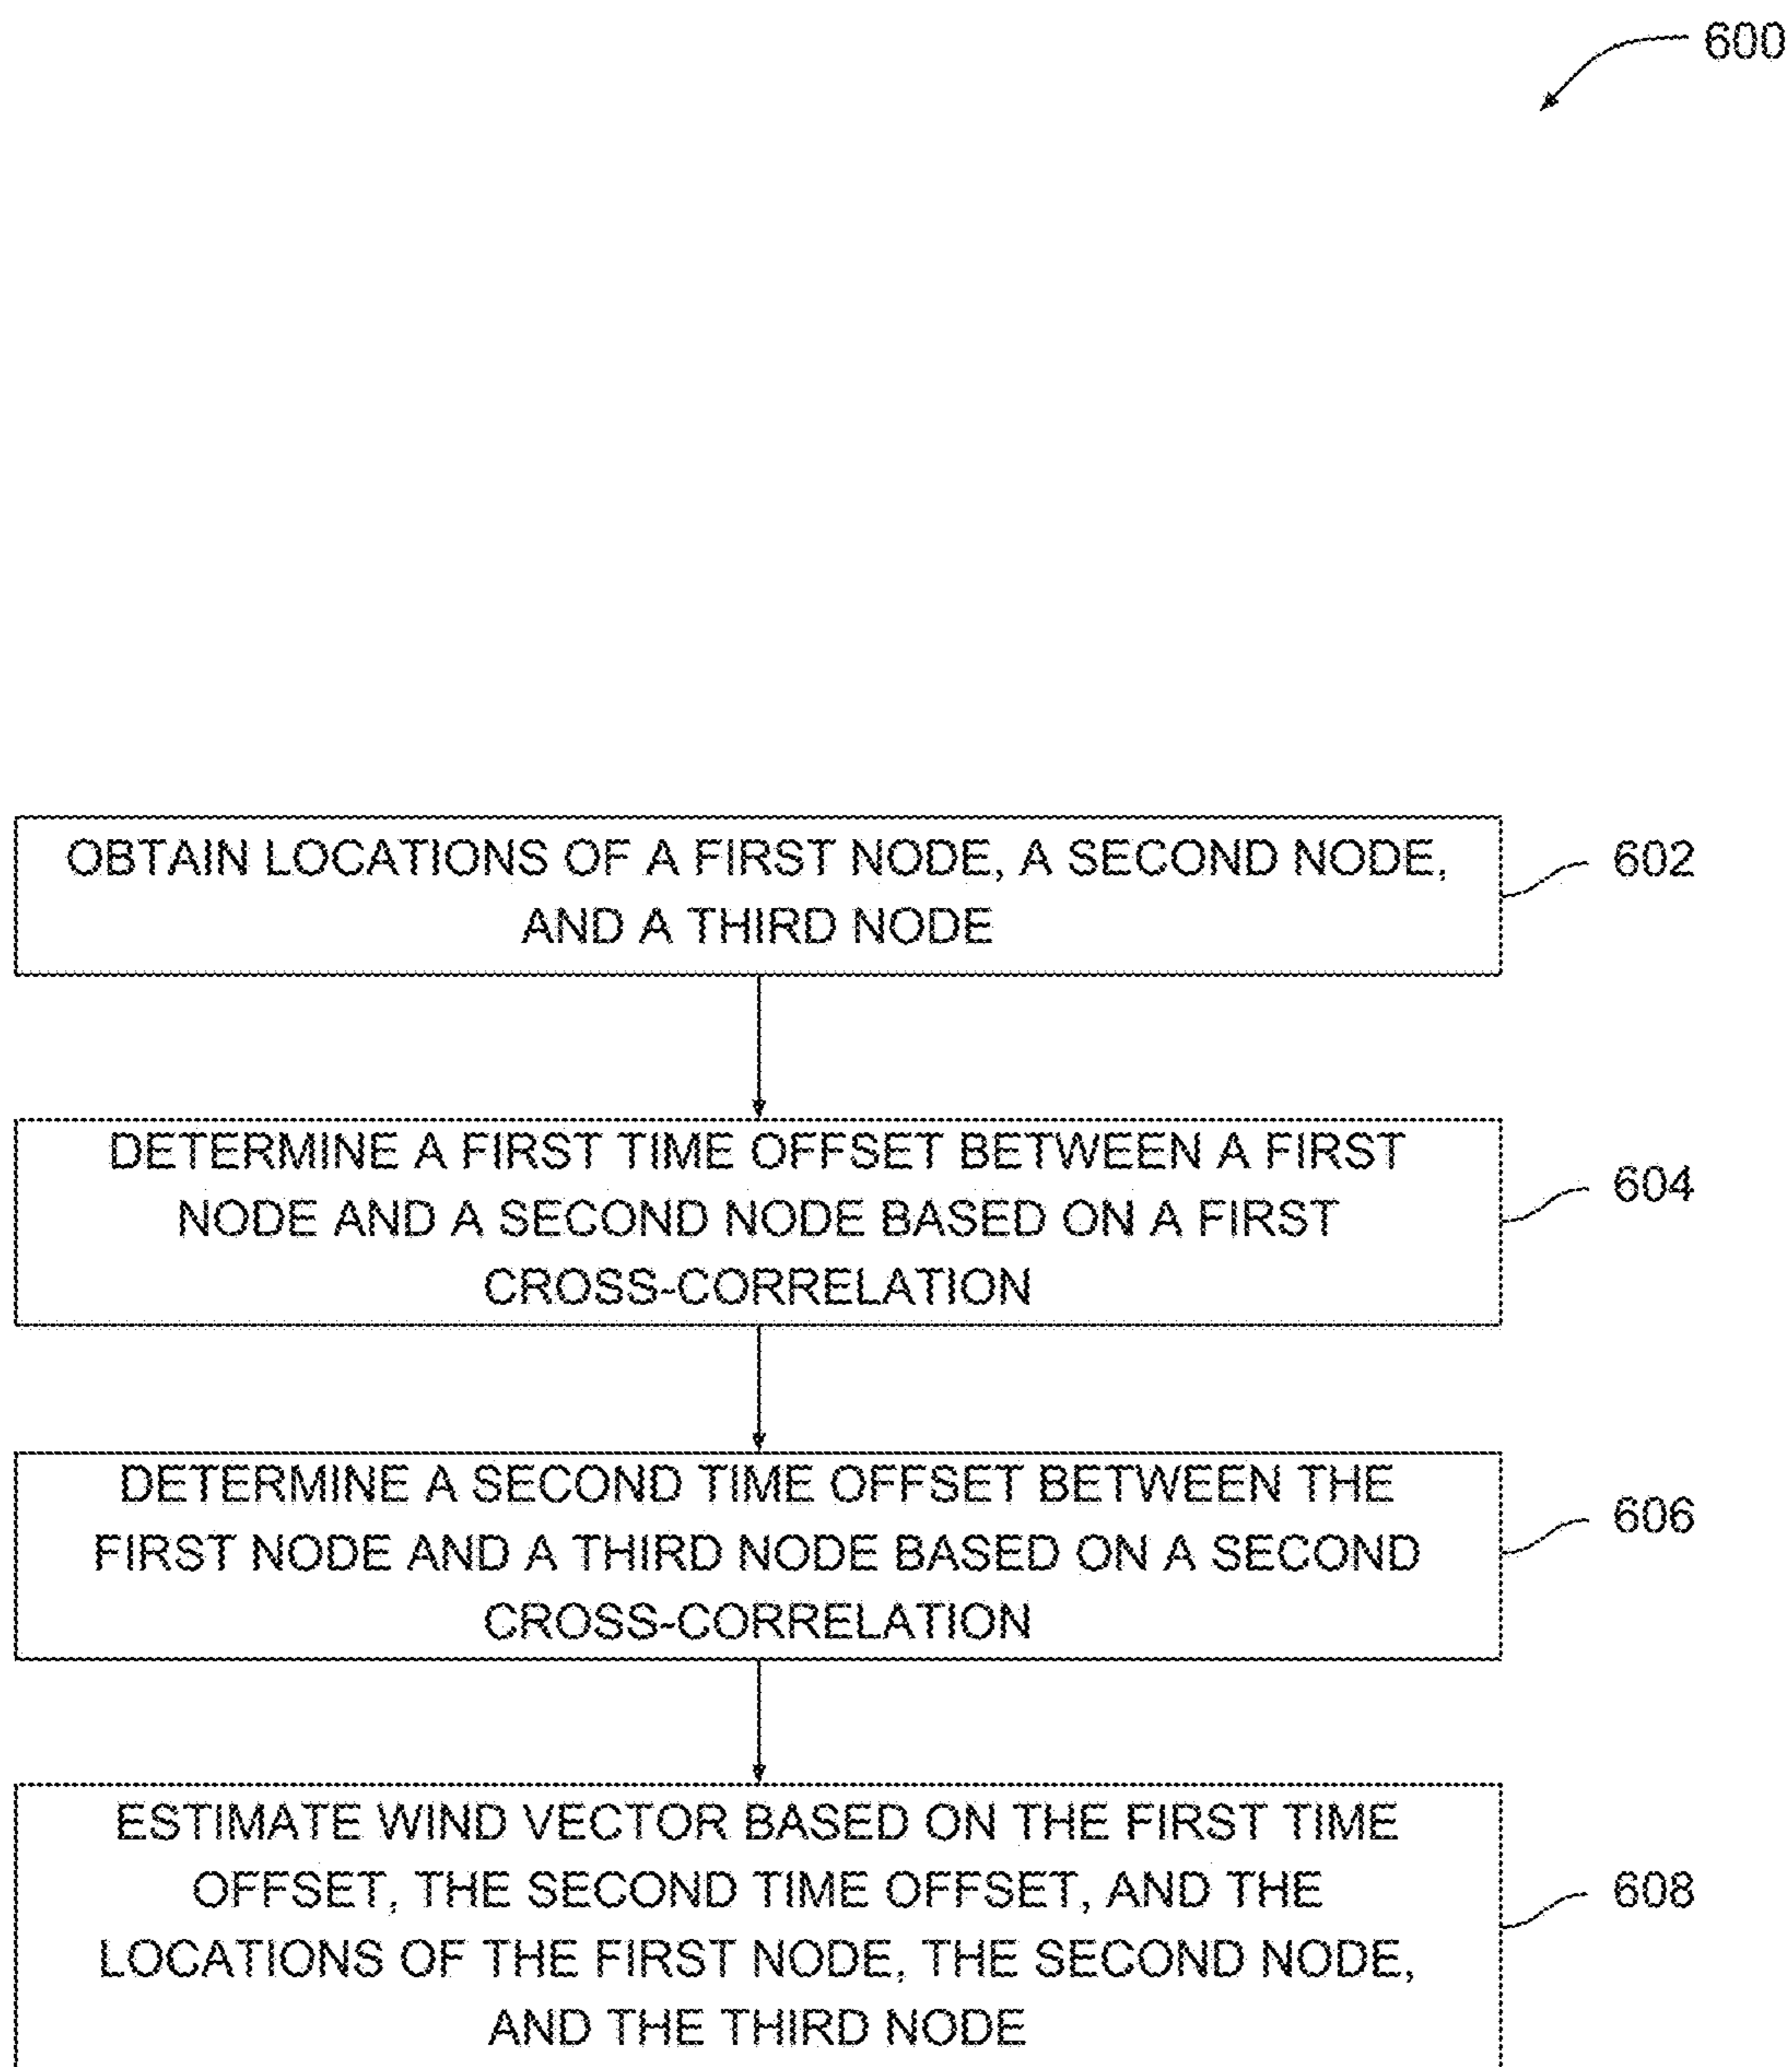 600
OBTAIN LOCATIONS OF A FIRST NODE, A SECOND NODE,
AND A THIRD NODE
602
DETERMINE A FIRST TIME OFFSET BETWEEN A FIRST
NODE AND A SECOND NODE BASED ON A FIRST
CROSS-CORRELATION
604
DETERMINE A SECOND TIME OFFSET BETWEEN THE
FIRST NODE AND A THIRD NODE BASED ON A SECOND
CROSS-CORRELATION
606
ESTIMATE WIND VECTOR BASED ON THE FIRST TIME
OFFSET, THE SECOND TIME OFFSET, AND THE
LOCATIONS OF THE FIRST NODE, THE SECOND NODE,
AND THE THIRD NODE
608